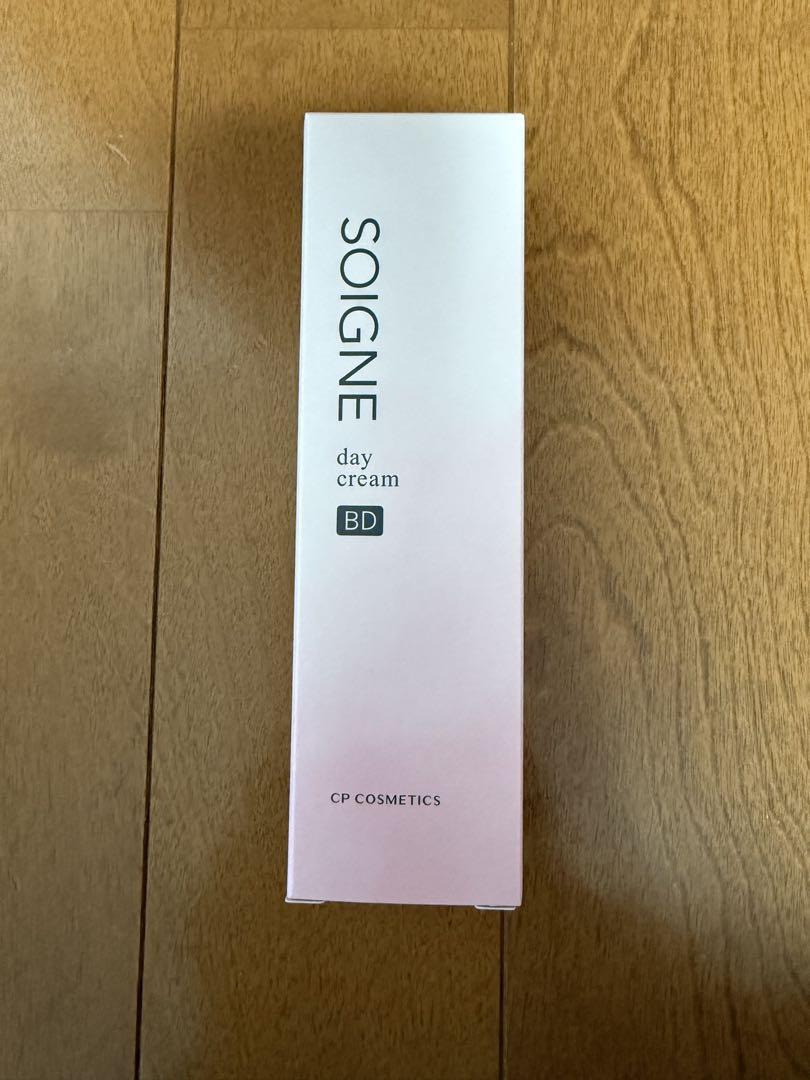 SOIGNE
day
cream
BD
CP COSMETICS